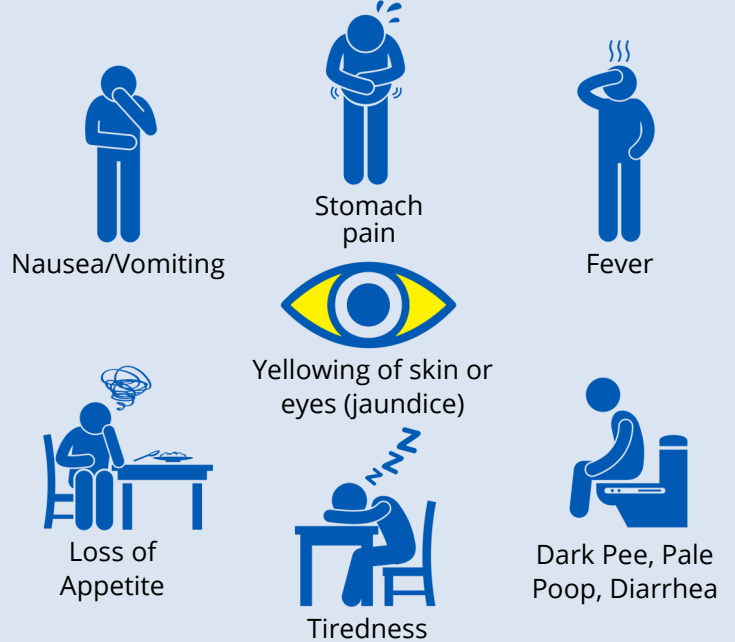 Stomach
pain
Nausea/Vomiting
Fever
Yellowing of skin or
eyes (jaundice)
Loss of
Appetite
Dark Pee, Pale
Poop, Diarrhea
Tiredness
zzZZ